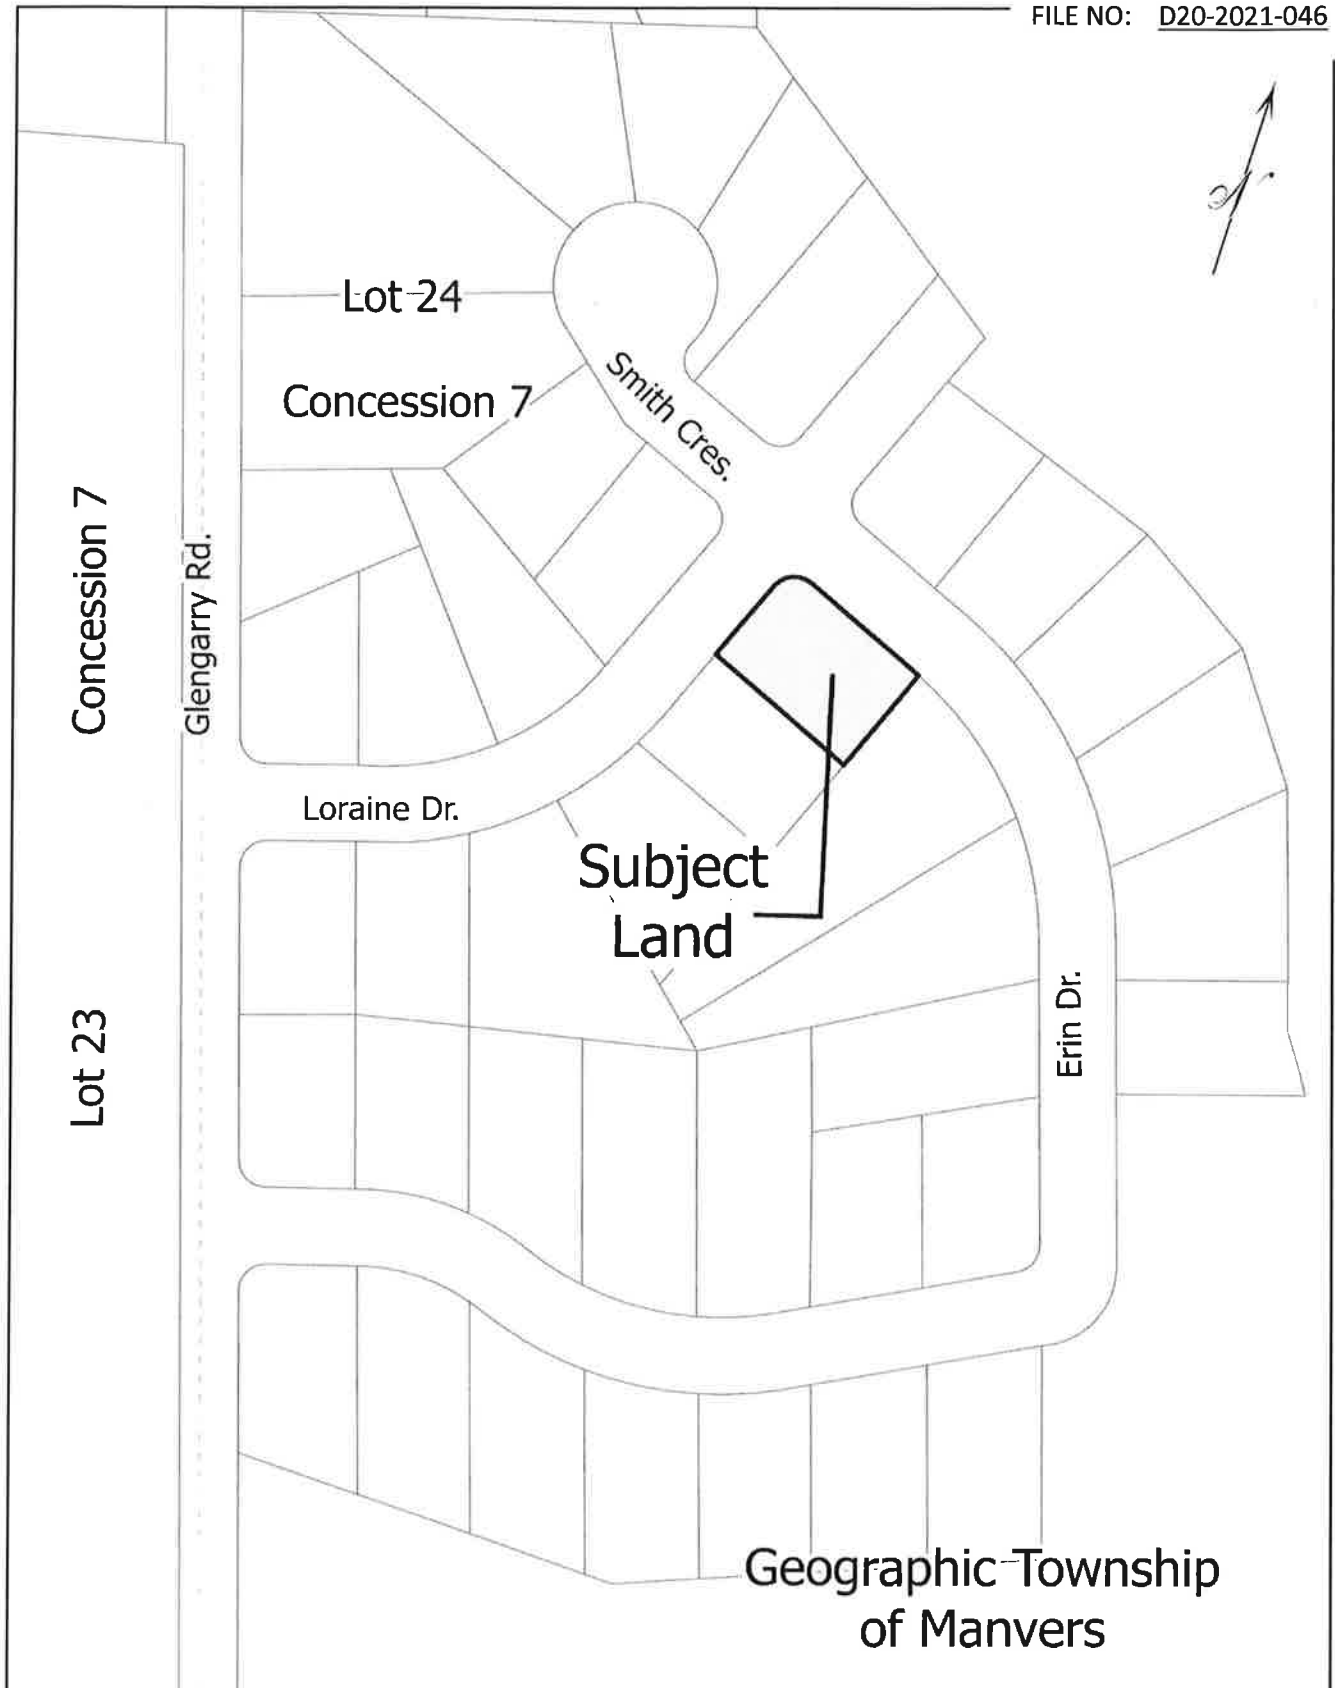 FILE NO: D20-2021-046
Lot 24
Concession 7
Smith Cres.
Concession 7
Glengarry Rd.
Loraine Dr.
Subject
Land
Lot 23
Erin Dr.
Geographic Township
of Manvers